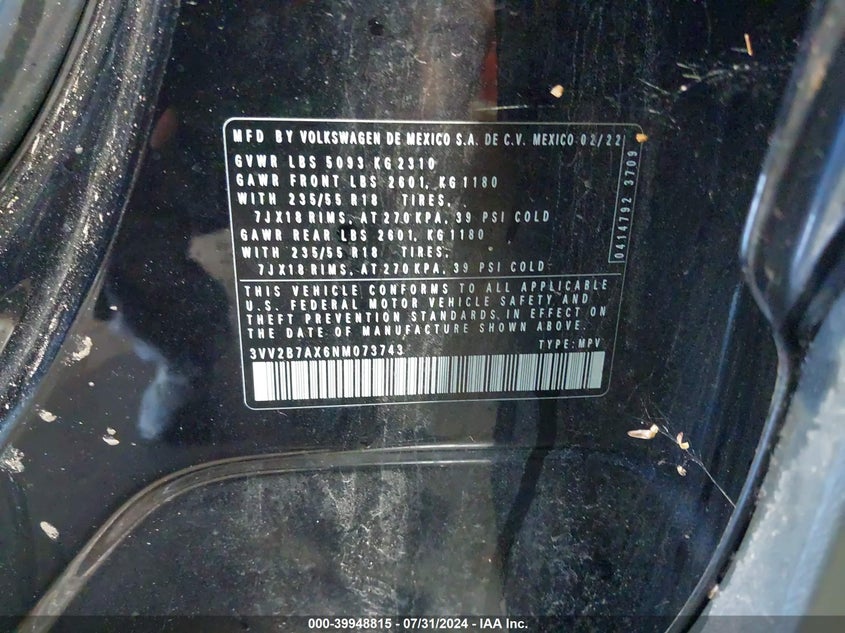 MFD BY VOLKSWAGEN DE MEXICO S.A. DE C.V. MEXICO 02/22
GVWR LBS 5093 KG 2310
GAWR FRONT LBS 2601, KG 1180
WITH 235/55 R18 TIRES,
7JX18 RIMS, AT 270 KPA, 39 PSI COLD
GAWR REAR LBS 2601, KG 1180
WITH 235/55 R18 TIRES,
7JX18 RIMS, AT 270 KPA, 39 PSI COLD
0414792 3709
THIS VEHICLE CONFORMS TO ALL APPLICABLE
U.S. FEDERAL MOTOR VEHICLE SAFETY AND
THEFT PREVENTION STANDARDS, IN EFFECT ON
THE DATE OF MANUFACTURE SHOWN ABOVE.
3VV2B7AX6NM073743 TYPE: MPV
000-39948815 - 07/31/2024 - IAA Inc.